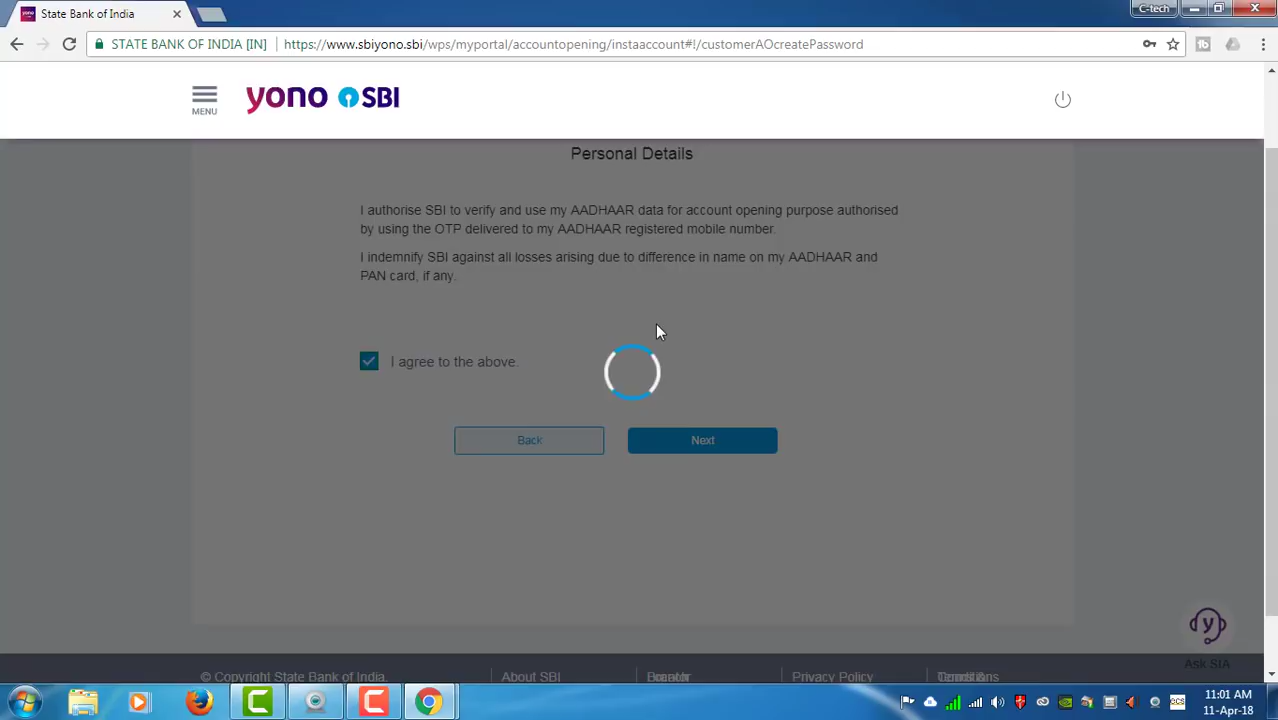 State Bank of India
C-tech
STATE BANK OF INDIA [IN]
https://www.sbiyono.sbi/wps/myportal/accountopening/instaaccount#!/customerAOcreatePassword
MENU
yono SBI
Personal Details
I authorise SBI to verify and use my AADHAAR data for account opening purpose authorised
by using the OTP delivered to my AADHAAR registered mobile number.
I indemnify SBI against all losses arising due to difference in name on my AADHAAR and
PAN card, if any.
I agree to the above.
Back
Next
y
Ask SIA
© Copyright State Bank of India.
About SBI
Privacy Policy
11:01 AM
11-Apr-18